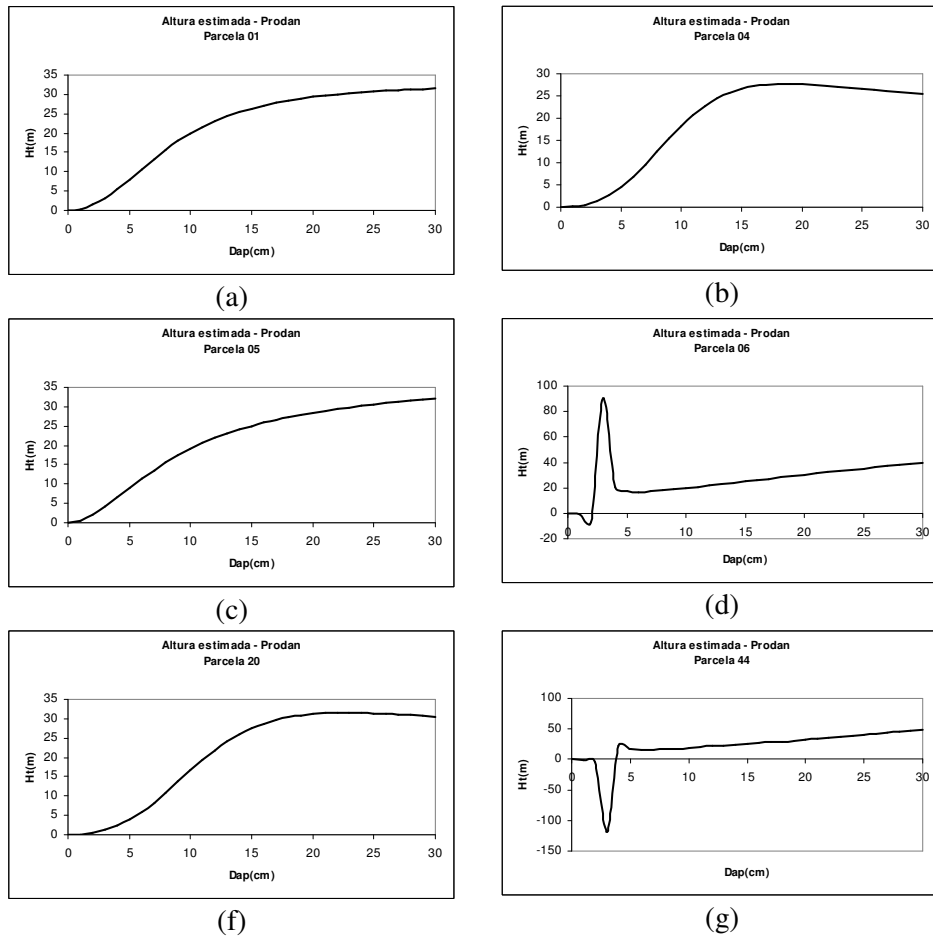 Altura estimada - Prodan
Parcela 01
35
30
25
20
15
10
5
0
Ht(m)
0 5 10 15 20 25 30
Dap(cm)
(a)
Altura estimada - Prodan
Parcela 04
30
25
20
15
10
5
0
Ht(m)
0 5 10 15 20 25 30
Dap(cm)
(b)
Altura estimada - Prodan
Parcela 05
35
30
25
20
15
10
5
0
Ht(m)
0 5 10 15 20 25 30
Dap(cm)
(c)
Altura estimada - Prodan
Parcela 06
100
80
60
40
20
0
-20
Ht(m)
0 5 10 15 20 25 30
Dap(cm)
(d)
Altura estimada - Prodan
Parcela 20
35
30
25
20
15
10
5
0
Ht(m)
0 5 10 15 20 25 30
Dap(cm)
(f)
Altura estimada - Prodan
Parcela 44
100
50
0
-50
-100
-150
Ht(m)
0 5 10 15 20 25 30
Dap(cm)
(g)